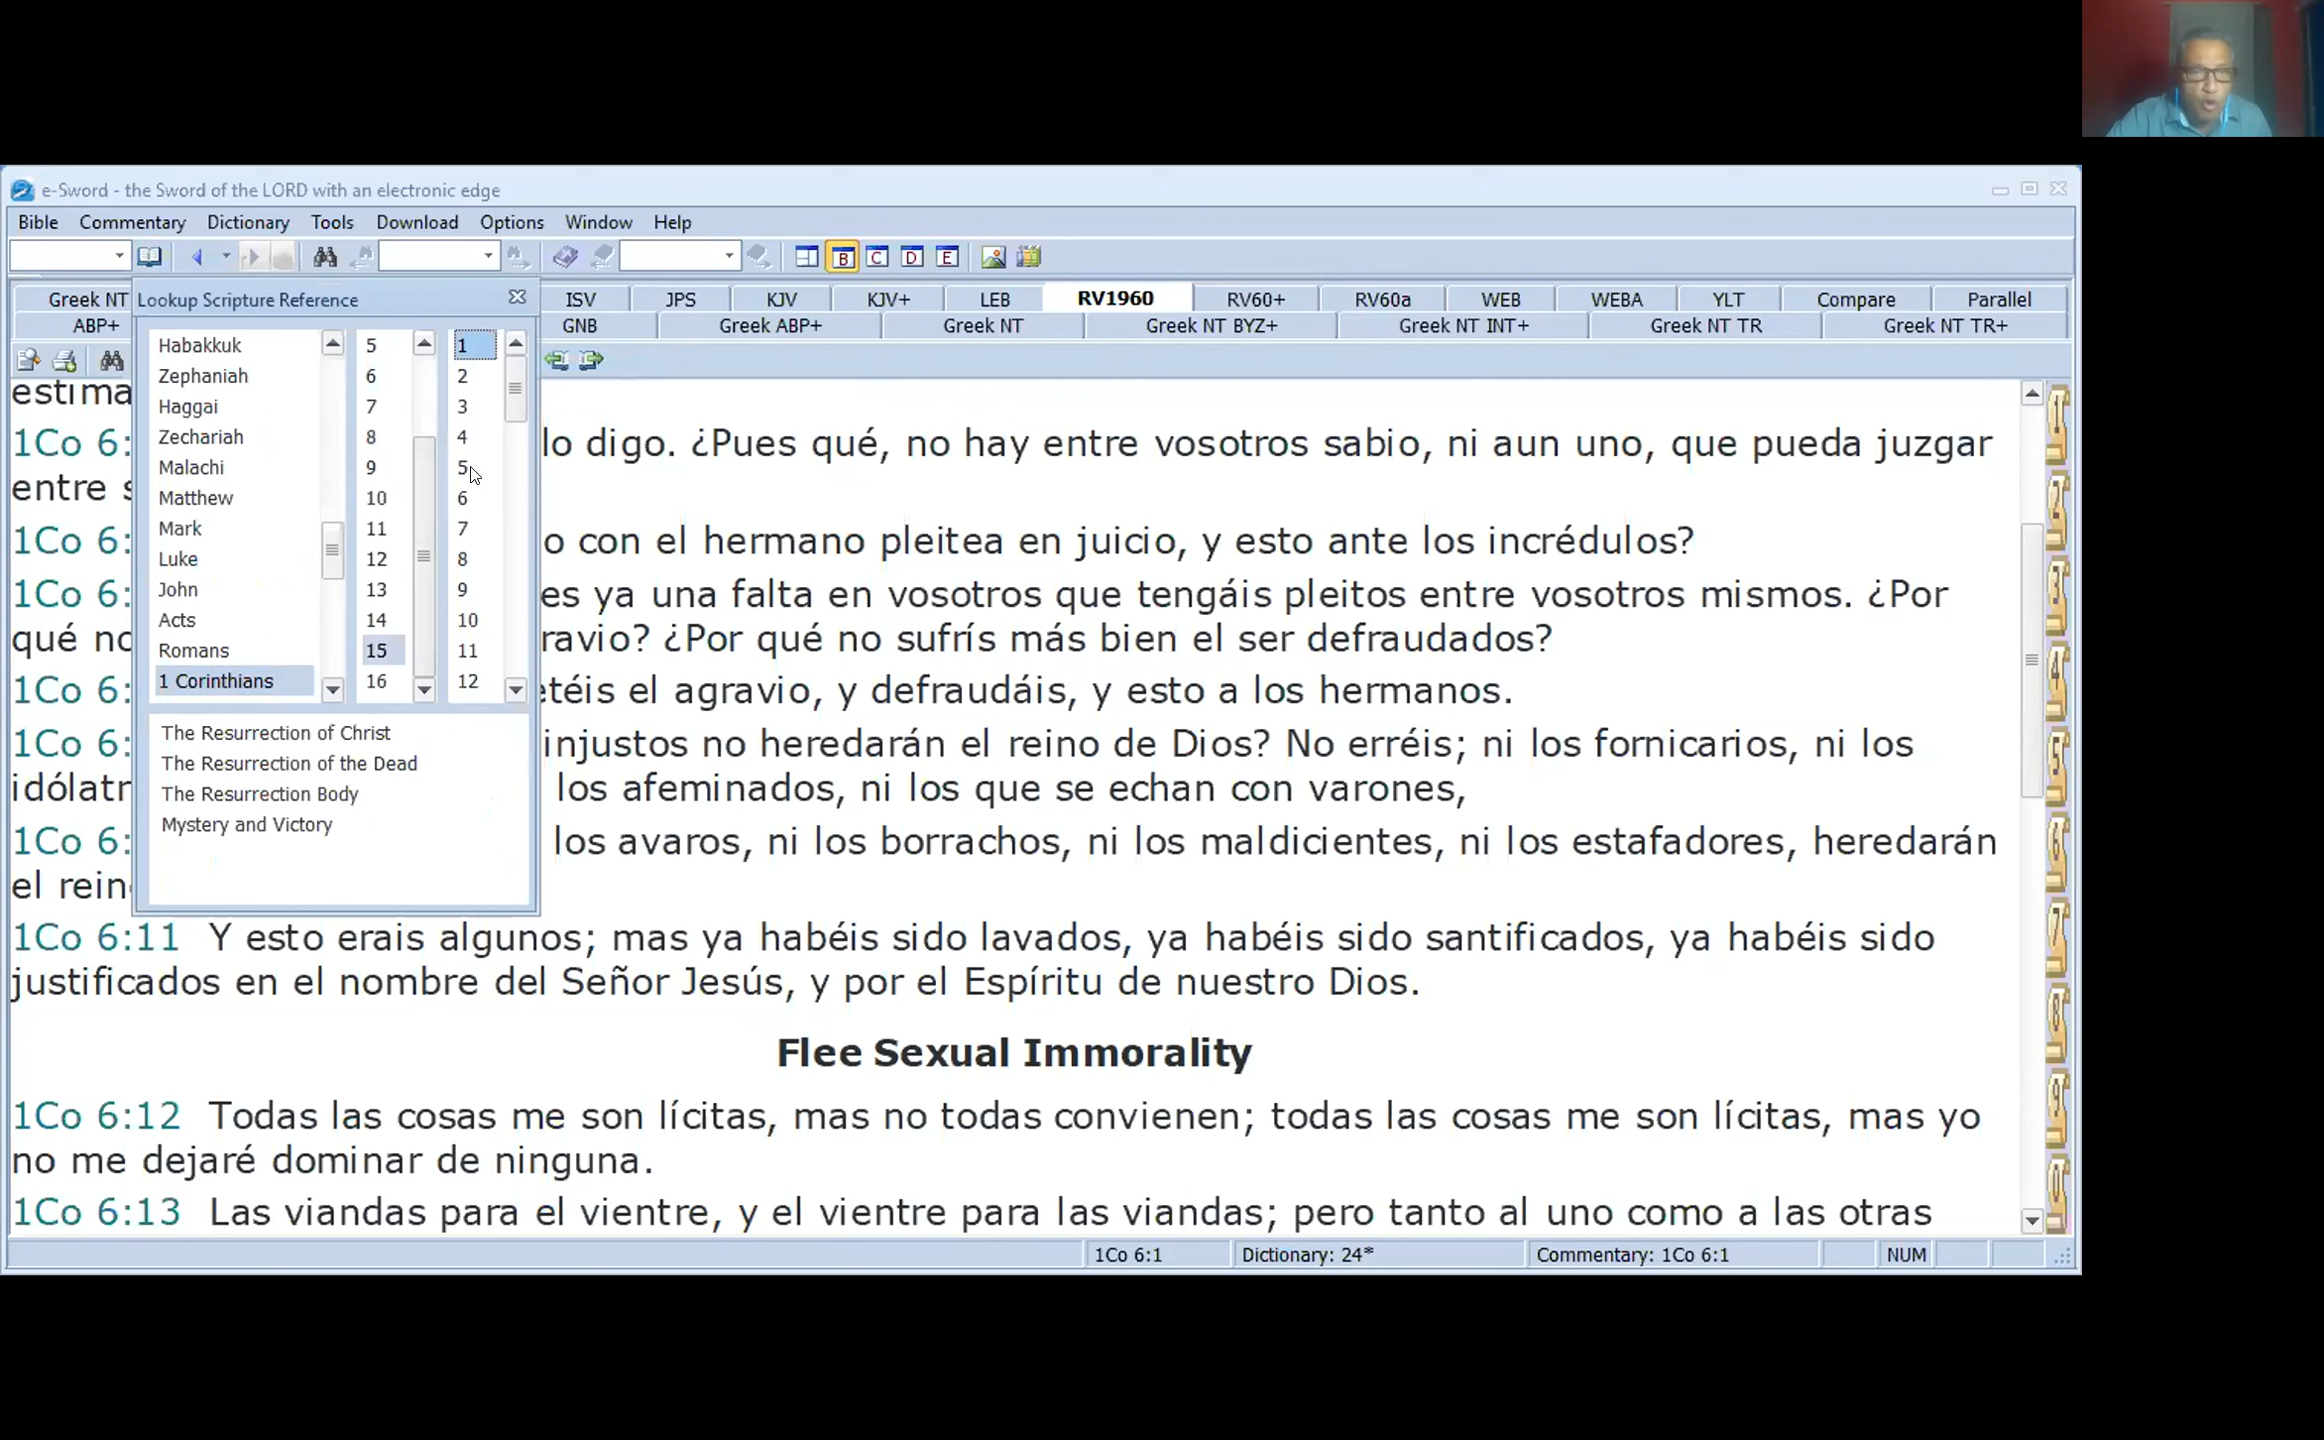 e-Sword - the Sword of the LORD with an electronic edge
Bible Commentary Dictionary Tools Download Options Window Help
B C D E
Greek NT ISV JPS KJV KJV+ LEB RV1960 RV60+ RV60a WEB WEBA YLT Compare Parallel
ABP+ GNB Greek ABP+ Greek NT Greek NT BYZ+ Greek NT INT+ Greek NT TR Greek NT TR+
Lookup Scripture Reference
Habakkuk 5 1
Zephaniah 6 2
Haggai 7 3
Zechariah 8 4
Malachi 9 5
Matthew 10 6
Mark 11 7
Luke 12 8
John 13 9
Acts 14 10
Romans 15 11
1 Corinthians 16 12
The Resurrection of Christ
The Resurrection of the Dead
The Resurrection Body
Mystery and Victory
estima
1Co 6: lo digo. ¿Pues qué, no hay entre vosotros sabio, ni aun uno, que pueda juzgar
entre s
1Co 6: o con el hermano pleitea en juicio, y esto ante los incrédulos?
1Co 6: es ya una falta en vosotros que tengáis pleitos entre vosotros mismos. ¿Por
qué no ravio? ¿Por qué no sufrís más bien el ser defraudados?
1Co 6: etéis el agravio, y defraudáis, y esto a los hermanos.
1Co 6: injustos no heredarán el reino de Dios? No erréis; ni los fornicarios, ni los
idólatr los afeminados, ni los que se echan con varones,
1Co 6: los avaros, ni los borrachos, ni los maldicientes, ni los estafadores, heredarán
el rein
1Co 6:11 Y esto erais algunos; mas ya habéis sido lavados, ya habéis sido santificados, ya habéis sido
justificados en el nombre del Señor Jesús, y por el Espíritu de nuestro Dios.
Flee Sexual Immorality
1Co 6:12 Todas las cosas me son lícitas, mas no todas convienen; todas las cosas me son lícitas, mas yo
no me dejaré dominar de ninguna.
1Co 6:13 Las viandas para el vientre, y el vientre para las viandas; pero tanto al uno como a las otras
1
2
3
4
5
6
7
8
9
0
1Co 6:1 Dictionary: 24* Commentary: 1Co 6:1 NUM